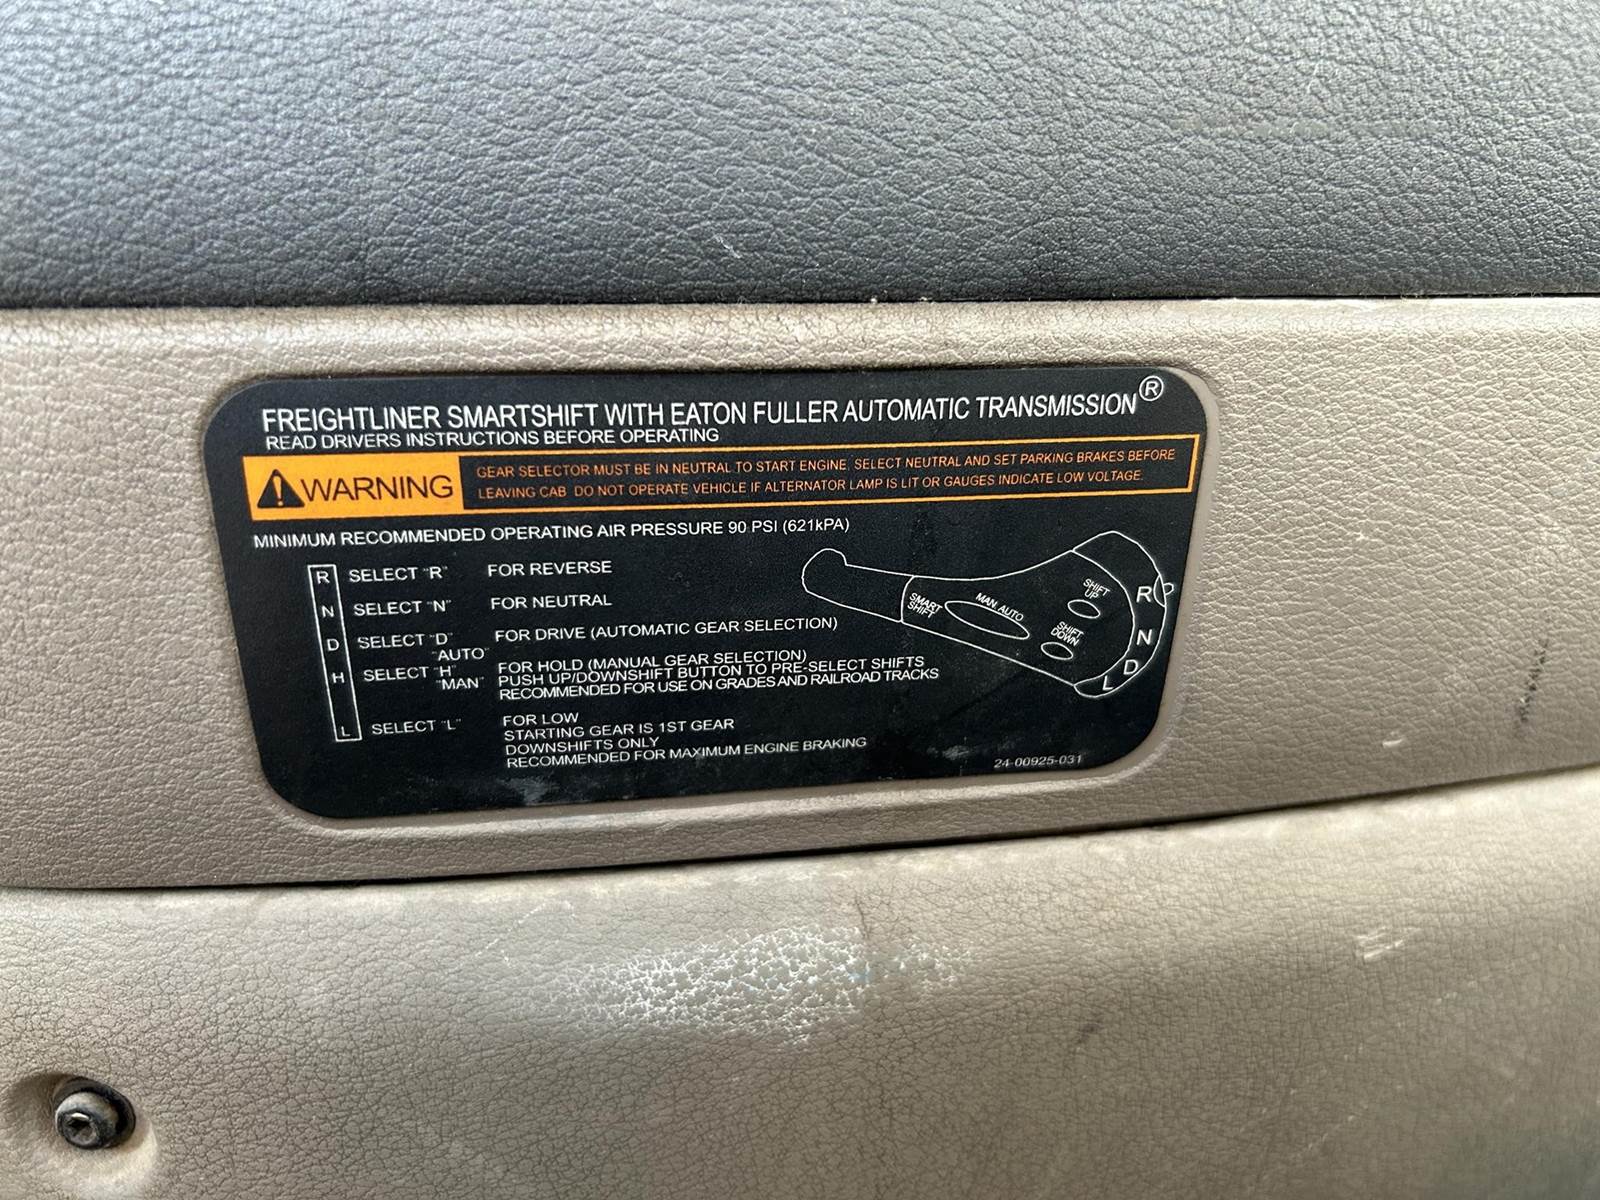 FREIGHTLINER SMARTSHIFT WITH EATON FULLER AUTOMATIC TRANSMISSION®
READ DRIVERS INSTRUCTIONS BEFORE OPERATING
WARNING
GEAR SELECTOR MUST BE IN NEUTRAL TO START ENGINE. SELECT NEUTRAL AND SET PARKING BRAKES BEFORE
LEAVING CAB DO NOT OPERATE VEHICLE IF ALTERNATOR LAMP IS LIT OR GAUGES INDICATE LOW VOLTAGE.
MINIMUM RECOMMENDED OPERATING AIR PRESSURE 90 PSI (621kPA)
R SELECT "R" FOR REVERSE
N SELECT "N" FOR NEUTRAL
D SELECT "D" FOR DRIVE (AUTOMATIC GEAR SELECTION)
"AUTO"
H SELECT "H" FOR HOLD (MANUAL GEAR SELECTION)
"MAN" PUSH UP/DOWNSHIFT BUTTON TO PRE-SELECT SHIFTS
RECOMMENDED FOR USE ON GRADES AND RAILROAD TRACKS
L SELECT "L" FOR LOW
STARTING GEAR IS 1ST GEAR
DOWNSHIFTS ONLY
RECOMMENDED FOR MAXIMUM ENGINE BRAKING
SMART
SHIFT
MAN. AUTO
SHIFT
UP
SHIFT
DOWN
R
N
D
L
24-00925-031